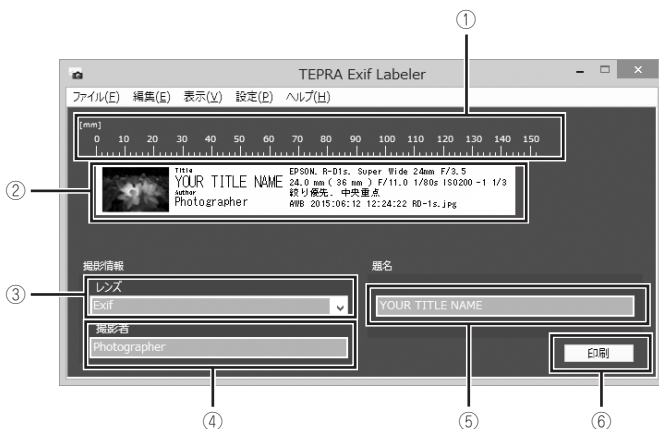 ①
TEPRA Exif Labeler
ファイル(F) 編集(E) 表示(V) 設定(P) ヘルプ(H)
[mm]
0 10 20 30 40 50 60 70 80 90 100 110 120 130 140 150
②
Title
YOUR TITLE NAME
Author
Photographer
EPSON, R-D1s, Super Wide 24mm F/3.5
24.0 mm ( 36 mm ) F/11.0 1/80s ISO200 -1 1/3
絞り優先, 中央重点
AWB 2015:06:12 12:24:22 RD-1s.jpg
撮影情報
題名
③
レンズ
Exif
YOUR TITLE NAME
撮影者
Photographer
印刷
④
⑤
⑥